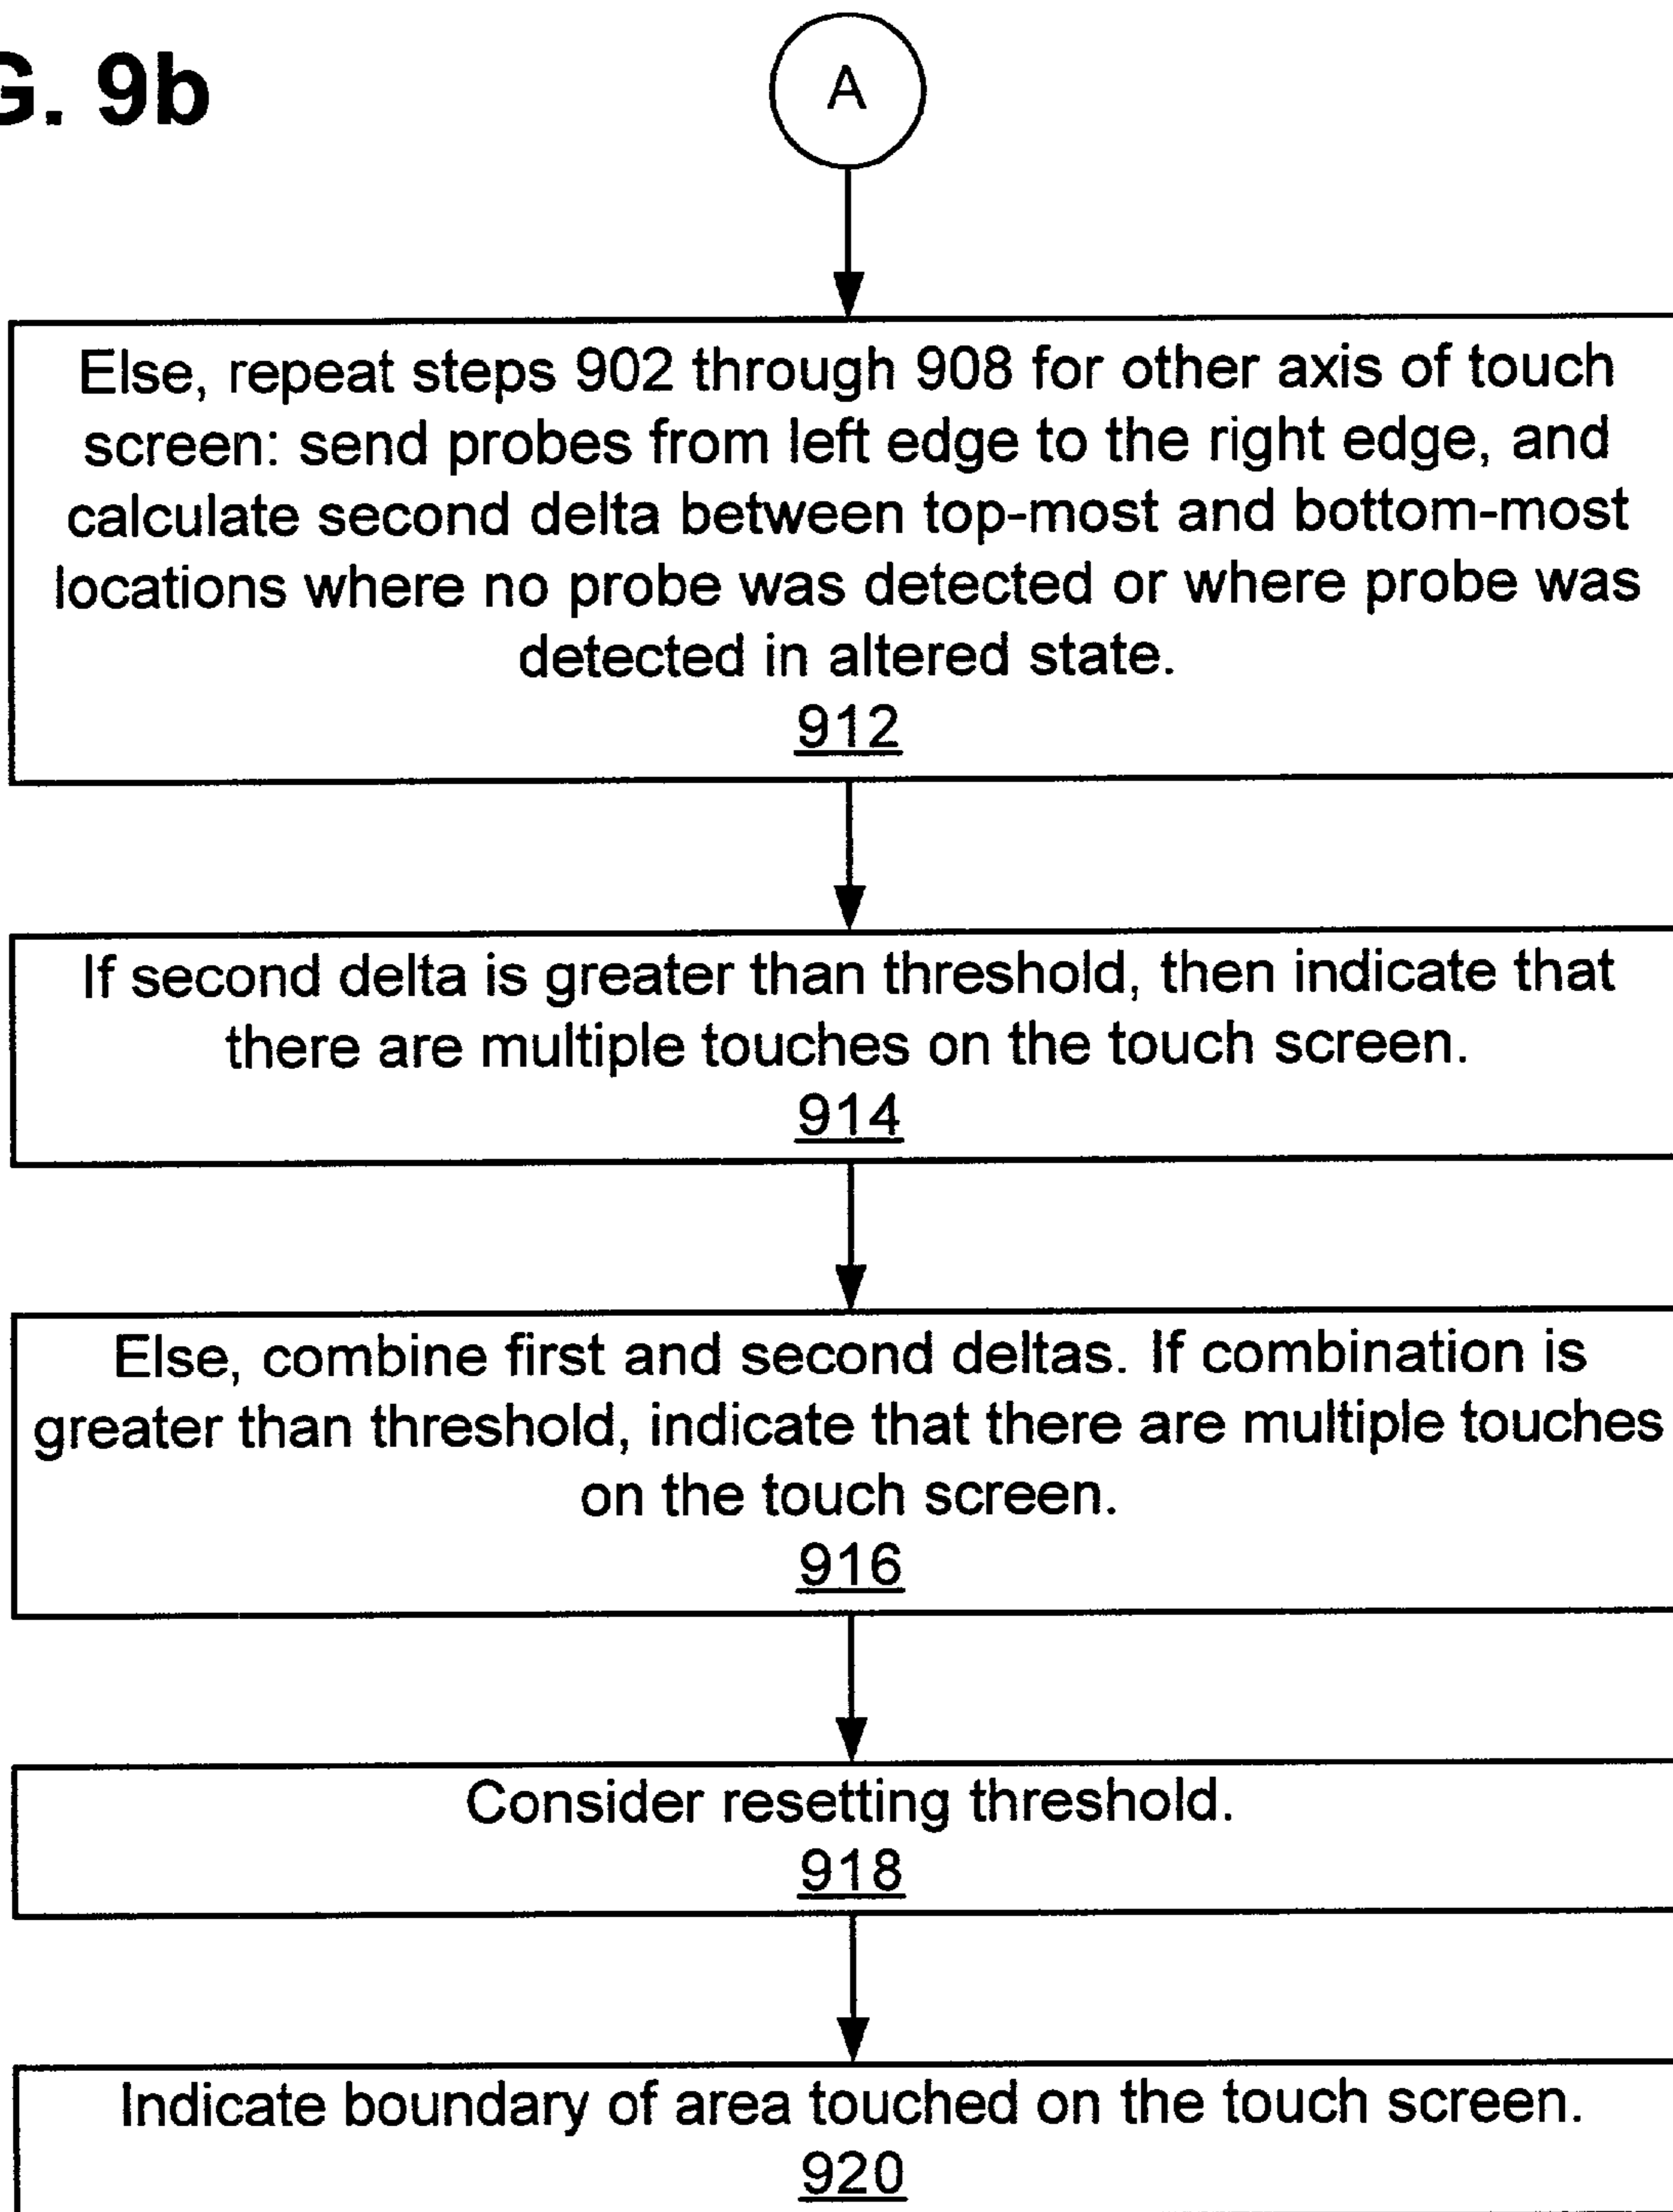 G. 9b
A
Else, repeat steps 902 through 908 for other axis of touch
screen: send probes from left edge to the right edge, and
calculate second delta between top-most and bottom-most
locations where no probe was detected or where probe was
detected in altered state.
912
If second delta is greater than threshold, then indicate that
there are multiple touches on the touch screen.
914
Else, combine first and second deltas. If combination is
greater than threshold, indicate that there are multiple touches
on the touch screen.
916
Consider resetting threshold.
918
Indicate boundary of area touched on the touch screen.
920